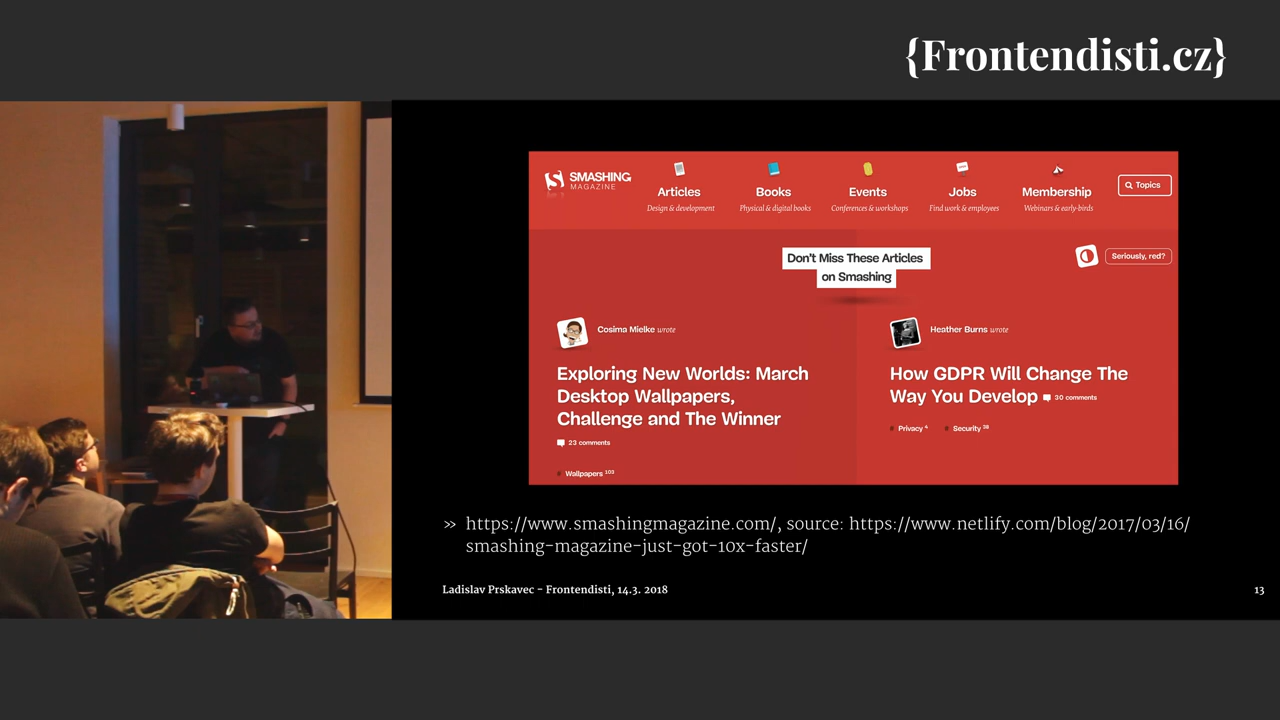 {Frontendisti.cz}
SMASHING
MAGAZINE
Articles
Design & development
Books
Physical & digital books
Events
Conferences & workshops
Jobs
Find work & employees
Membership
Webinars & early-birds
Topics
Don't Miss These Articles
on Smashing
Seriously, red?
Cosima Mielke wrote
Exploring New Worlds: March
Desktop Wallpapers,
Challenge and The Winner
23 comments
# Wallpapers 103
Heather Burns wrote
How GDPR Will Change The
Way You Develop 30 comments
# Privacy 4 # Security 28
» https://www.smashingmagazine.com/, source: https://www.netlify.com/blog/2017/03/16/
smashing-magazine-just-got-10x-faster/
Ladislav Prskavec - Frontendisti, 14.3. 2018
13